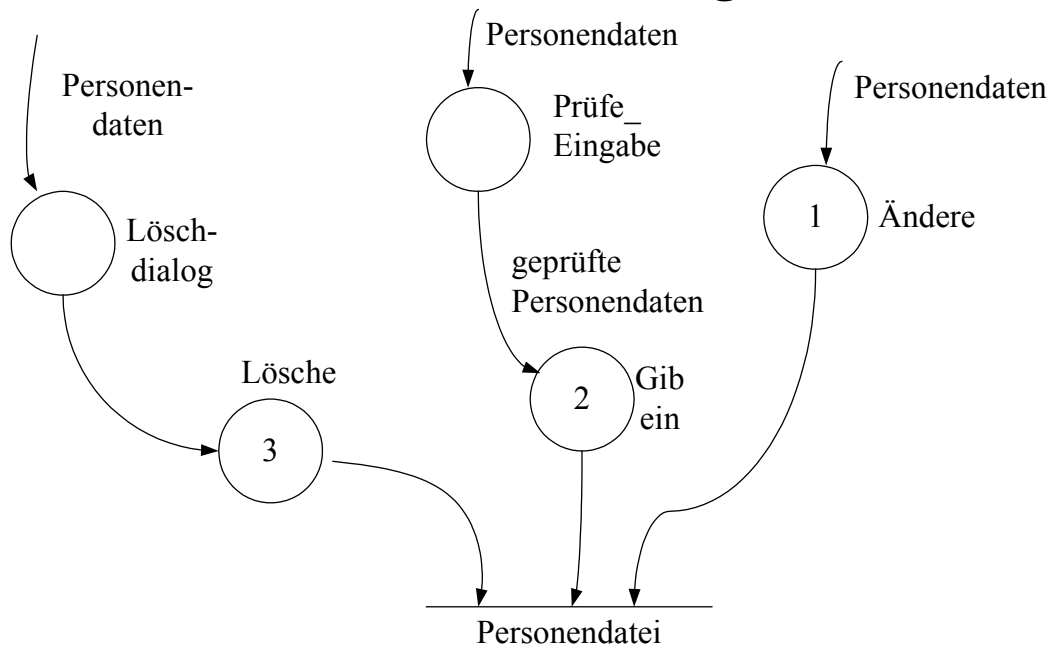 Personendaten
Personen-
daten
Personendaten
Prüfe_
Eingabe
1
Ändere
Lösch-
dialog
geprüfte
Personendaten
Lösche
Gib
ein
2
3
Personendatei